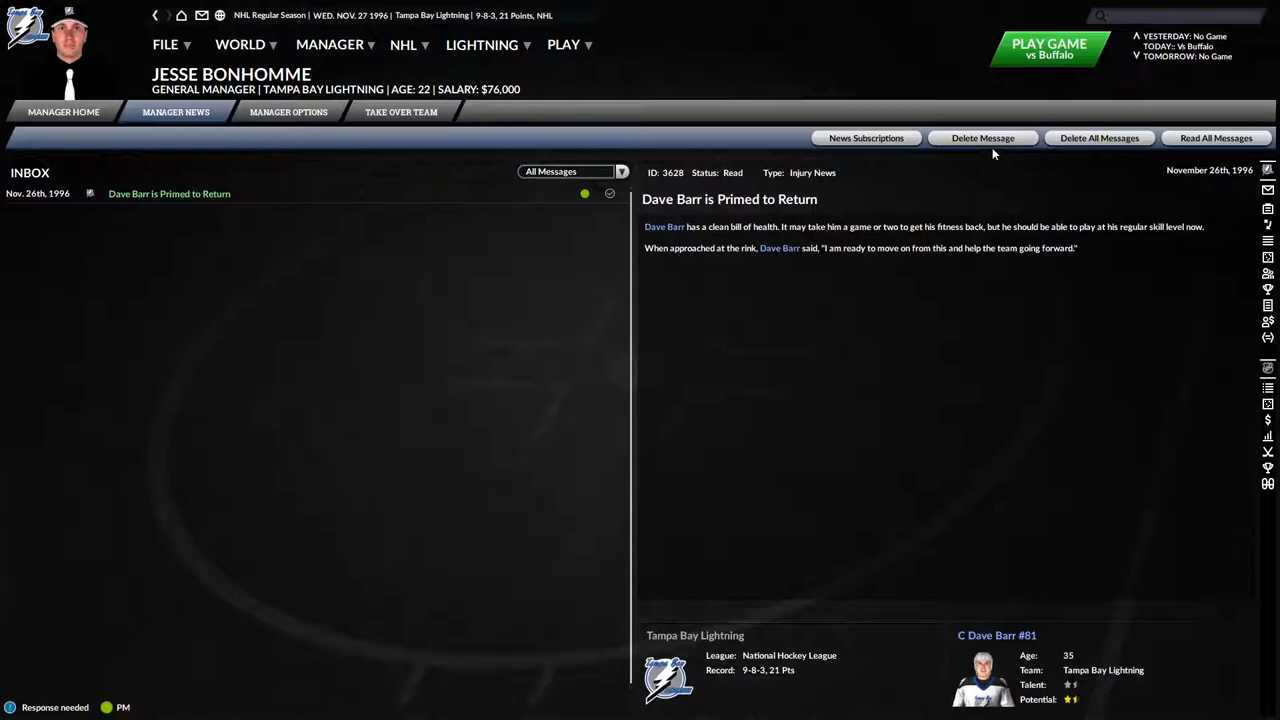 NHL Regular Season | WED. NOV. 27 1996 | Tampa Bay Lightning | 9-8-3, 21 Points, NHL
FILE WORLD MANAGER NHL LIGHTNING PLAY
PLAY GAME
vs Buffalo
YESTERDAY: No Game
TODAY:: Vs Buffalo
TOMORROW: No Game
JESSE BONHOMME
GENERAL MANAGER | TAMPA BAY LIGHTNING | AGE: 22 | SALARY: $76,000
MANAGER HOME MANAGER NEWS MANAGER OPTIONS TAKE OVER TEAM
News Subscriptions Delete Message Delete All Messages Read All Messages
INBOX All Messages
Nov. 26th, 1996 Dave Barr is Primed to Return
ID: 3628 Status: Read Type: Injury News November 26th, 1996
Dave Barr is Primed to Return
Dave Barr has a clean bill of health. It may take him a game or two to get his fitness back, but he should be able to play at his regular skill level now.
When approached at the rink, Dave Barr said, "I am ready to move on from this and help the team going forward."
Tampa Bay Lightning
League: National Hockey League
Record: 9-8-3, 21 Pts
C Dave Barr #81
Age: 35
Team: Tampa Bay Lightning
Talent:
Potential:
Response needed PM